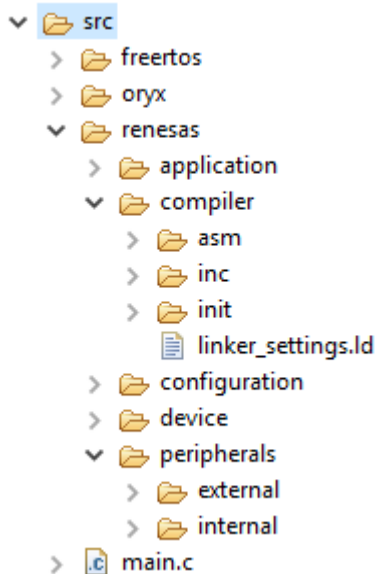 src
freertos
oryx
renesas
application
compiler
asm
inc
init
linker_settings.ld
configuration
device
peripherals
external
internal
.c main.c